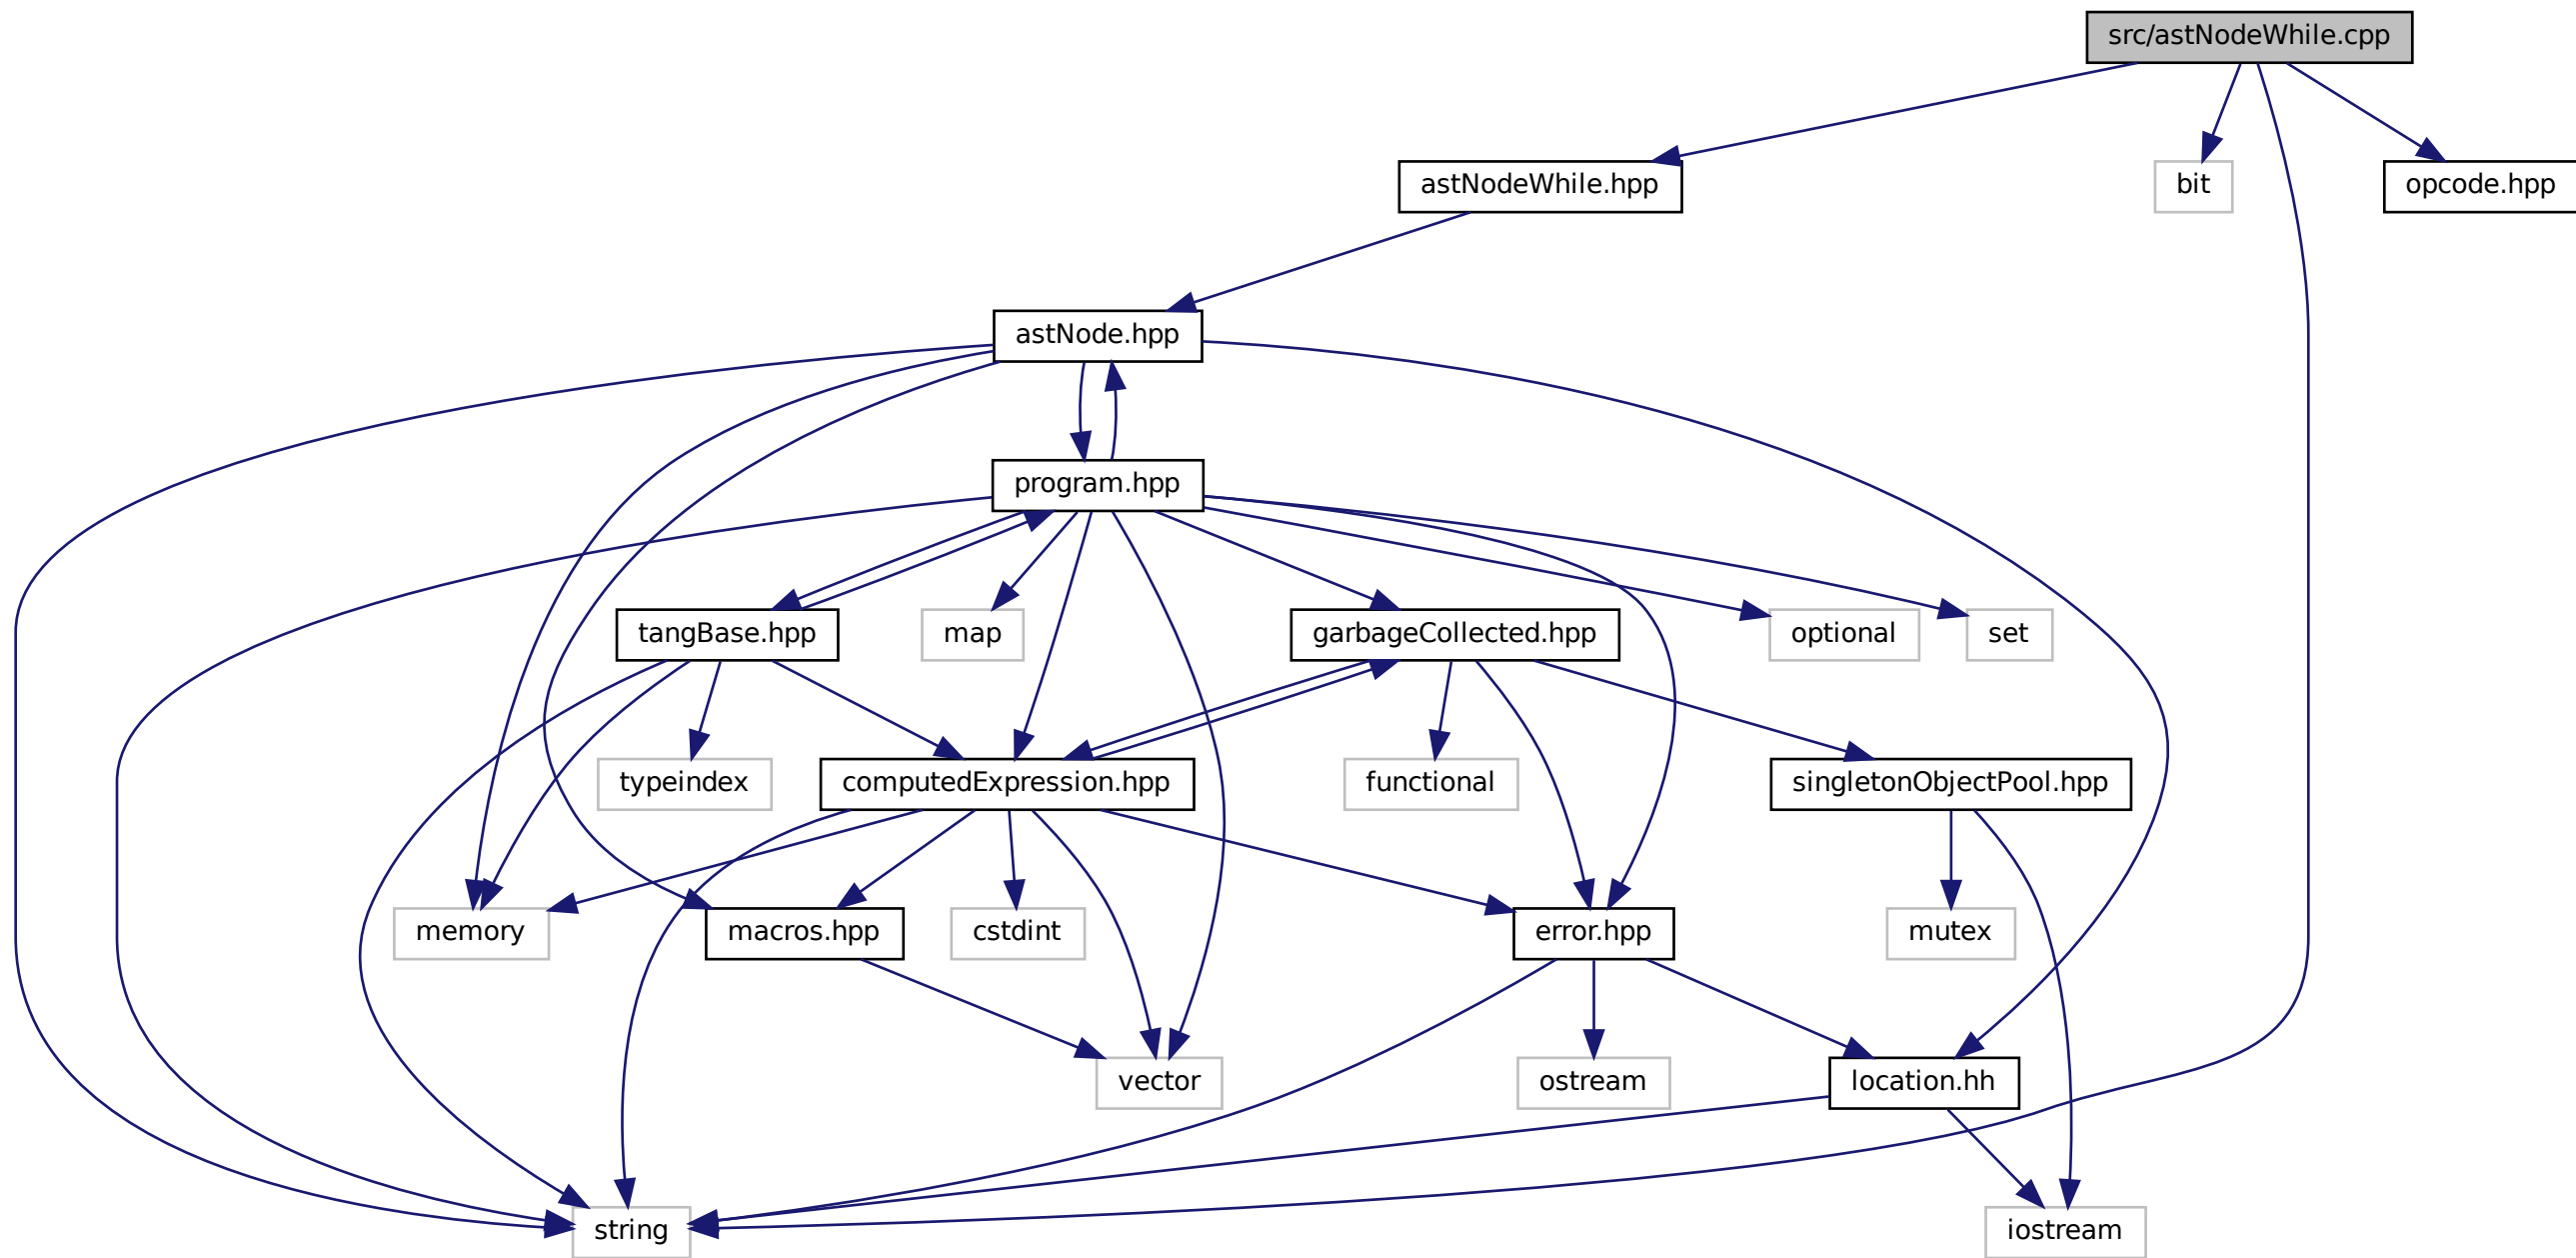 src/astNodeWhile.cpp
astNodeWhile.hpp
bit
opcode.hpp
astNode.hpp
program.hpp
tangBase.hpp
map
garbageCollected.hpp
optional
set
typeindex
computedExpression.hpp
functional
singletonObjectPool.hpp
memory
macros.hpp
cstdint
error.hpp
mutex
vector
ostream
location.hh
string
iostream